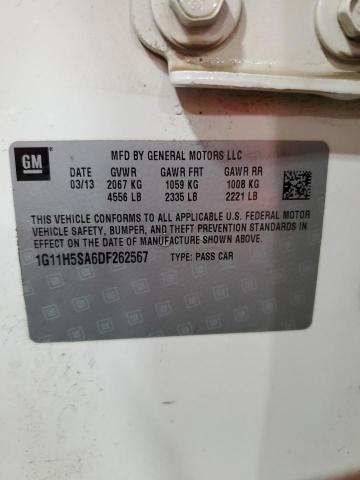 GM
MFD BY GENERAL MOTORS LLC
DATE GVWR GAWR FRT GAWR RR
03/13 2067 KG 1059 KG 1008 KG
4556 LB 2335 LB 2221 LB
THIS VEHICLE CONFORMS TO ALL APPLICABLE U.S. FEDERAL MOTOR
VEHICLE SAFETY, BUMPER, AND THEFT PREVENTION STANDARDS
IN EFFECT ON THE DATE OF MANUFACTURE SHOWN ABOVE.
1G11H5SA6DF262567 TYPE: PASS CAR